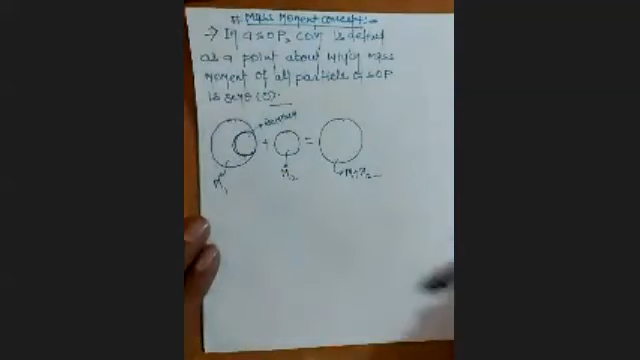 # Mass Moment Concept :-
→ In a SOP, COM is defined
as a point about which mass
moment of all particles of SOP
is zero (0).
+ =
M₁ M₂ M₁+M₂